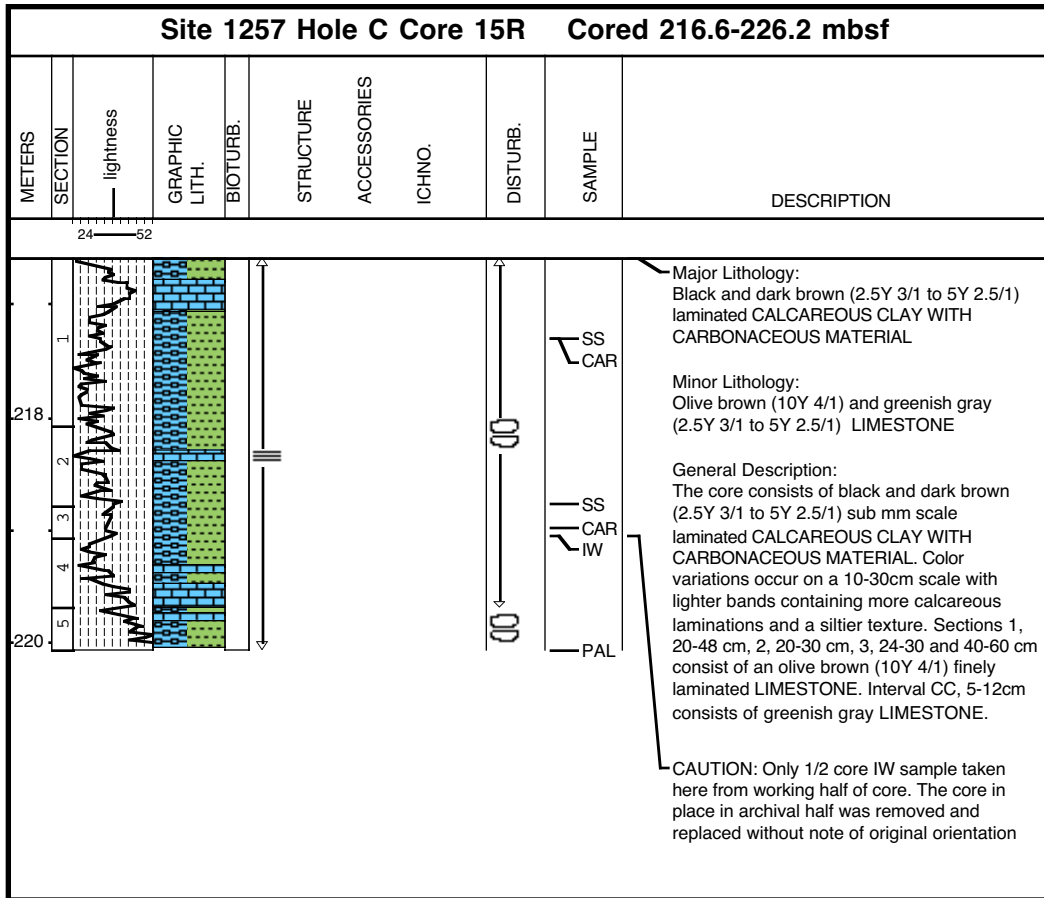 Site 1257 Hole C Core 15R Cored 216.6-226.2 mbsf
METERS
SECTION
lightness
GRAPHIC
LITH.
BIOTURB.
STRUCTURE
ACCESSORIES
ICHNO.
DISTURB.
SAMPLE
DESCRIPTION
24 52
1
218
2
3
4
5
220
SS
CAR
SS
CAR
IW
PAL
Major Lithology:
Black and dark brown (2.5Y 3/1 to 5Y 2.5/1)
laminated CALCAREOUS CLAY WITH
CARBONACEOUS MATERIAL
Minor Lithology:
Olive brown (10Y 4/1) and greenish gray
(2.5Y 3/1 to 5Y 2.5/1) LIMESTONE
General Description:
The core consists of black and dark brown
(2.5Y 3/1 to 5Y 2.5/1) sub mm scale
laminated CALCAREOUS CLAY WITH
CARBONACEOUS MATERIAL. Color
variations occur on a 10-30cm scale with
lighter bands containing more calcareous
laminations and a siltier texture. Sections 1,
20-48 cm, 2, 20-30 cm, 3, 24-30 and 40-60 cm
consist of an olive brown (10Y 4/1) finely
laminated LIMESTONE. Interval CC, 5-12cm
consists of greenish gray LIMESTONE.
CAUTION: Only 1/2 core IW sample taken
here from working half of core. The core in
place in archival half was removed and
replaced without note of original orientation